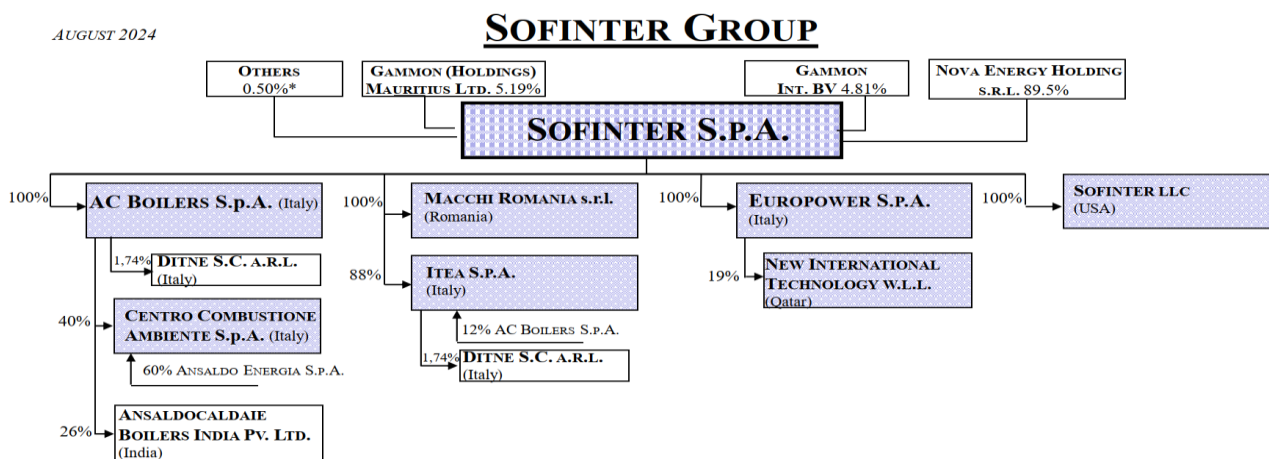 AUGUST 2024
SOFINTER GROUP
OTHERS
0.50%*
GAMMON (HOLDINGS)
MAURITIUS LTD. 5.19%
GAMMON
INT. BV 4.81%
NOVA ENERGY HOLDING
S.R.L. 89.5%
SOFINTER S.P.A.
100%
AC BOILERS S.p.A. (Italy)
100%
MACCHI ROMANIA S.R.L.
(Romania)
100%
EUROPOWER S.P.A.
(Italy)
100%
SOFINTER LLC
(USA)
1,74%
DITNE S.C. A.R.L.
(Italy)
88%
ITEA S.P.A.
(Italy)
19%
NEW INTERNATIONAL
TECHNOLOGY W.L.L.
(Qatar)
40%
CENTRO COMBUSTIONE
AMBIENTE S.p.A. (Italy)
12% AC BOILERS S.P.A.
1,74%
DITNE S.C. A.R.L.
(Italy)
60% ANSALDO ENERGIA S.P.A.
26%
ANSALDOCALDAIE
BOILERS INDIA PV. LTD.
(India)